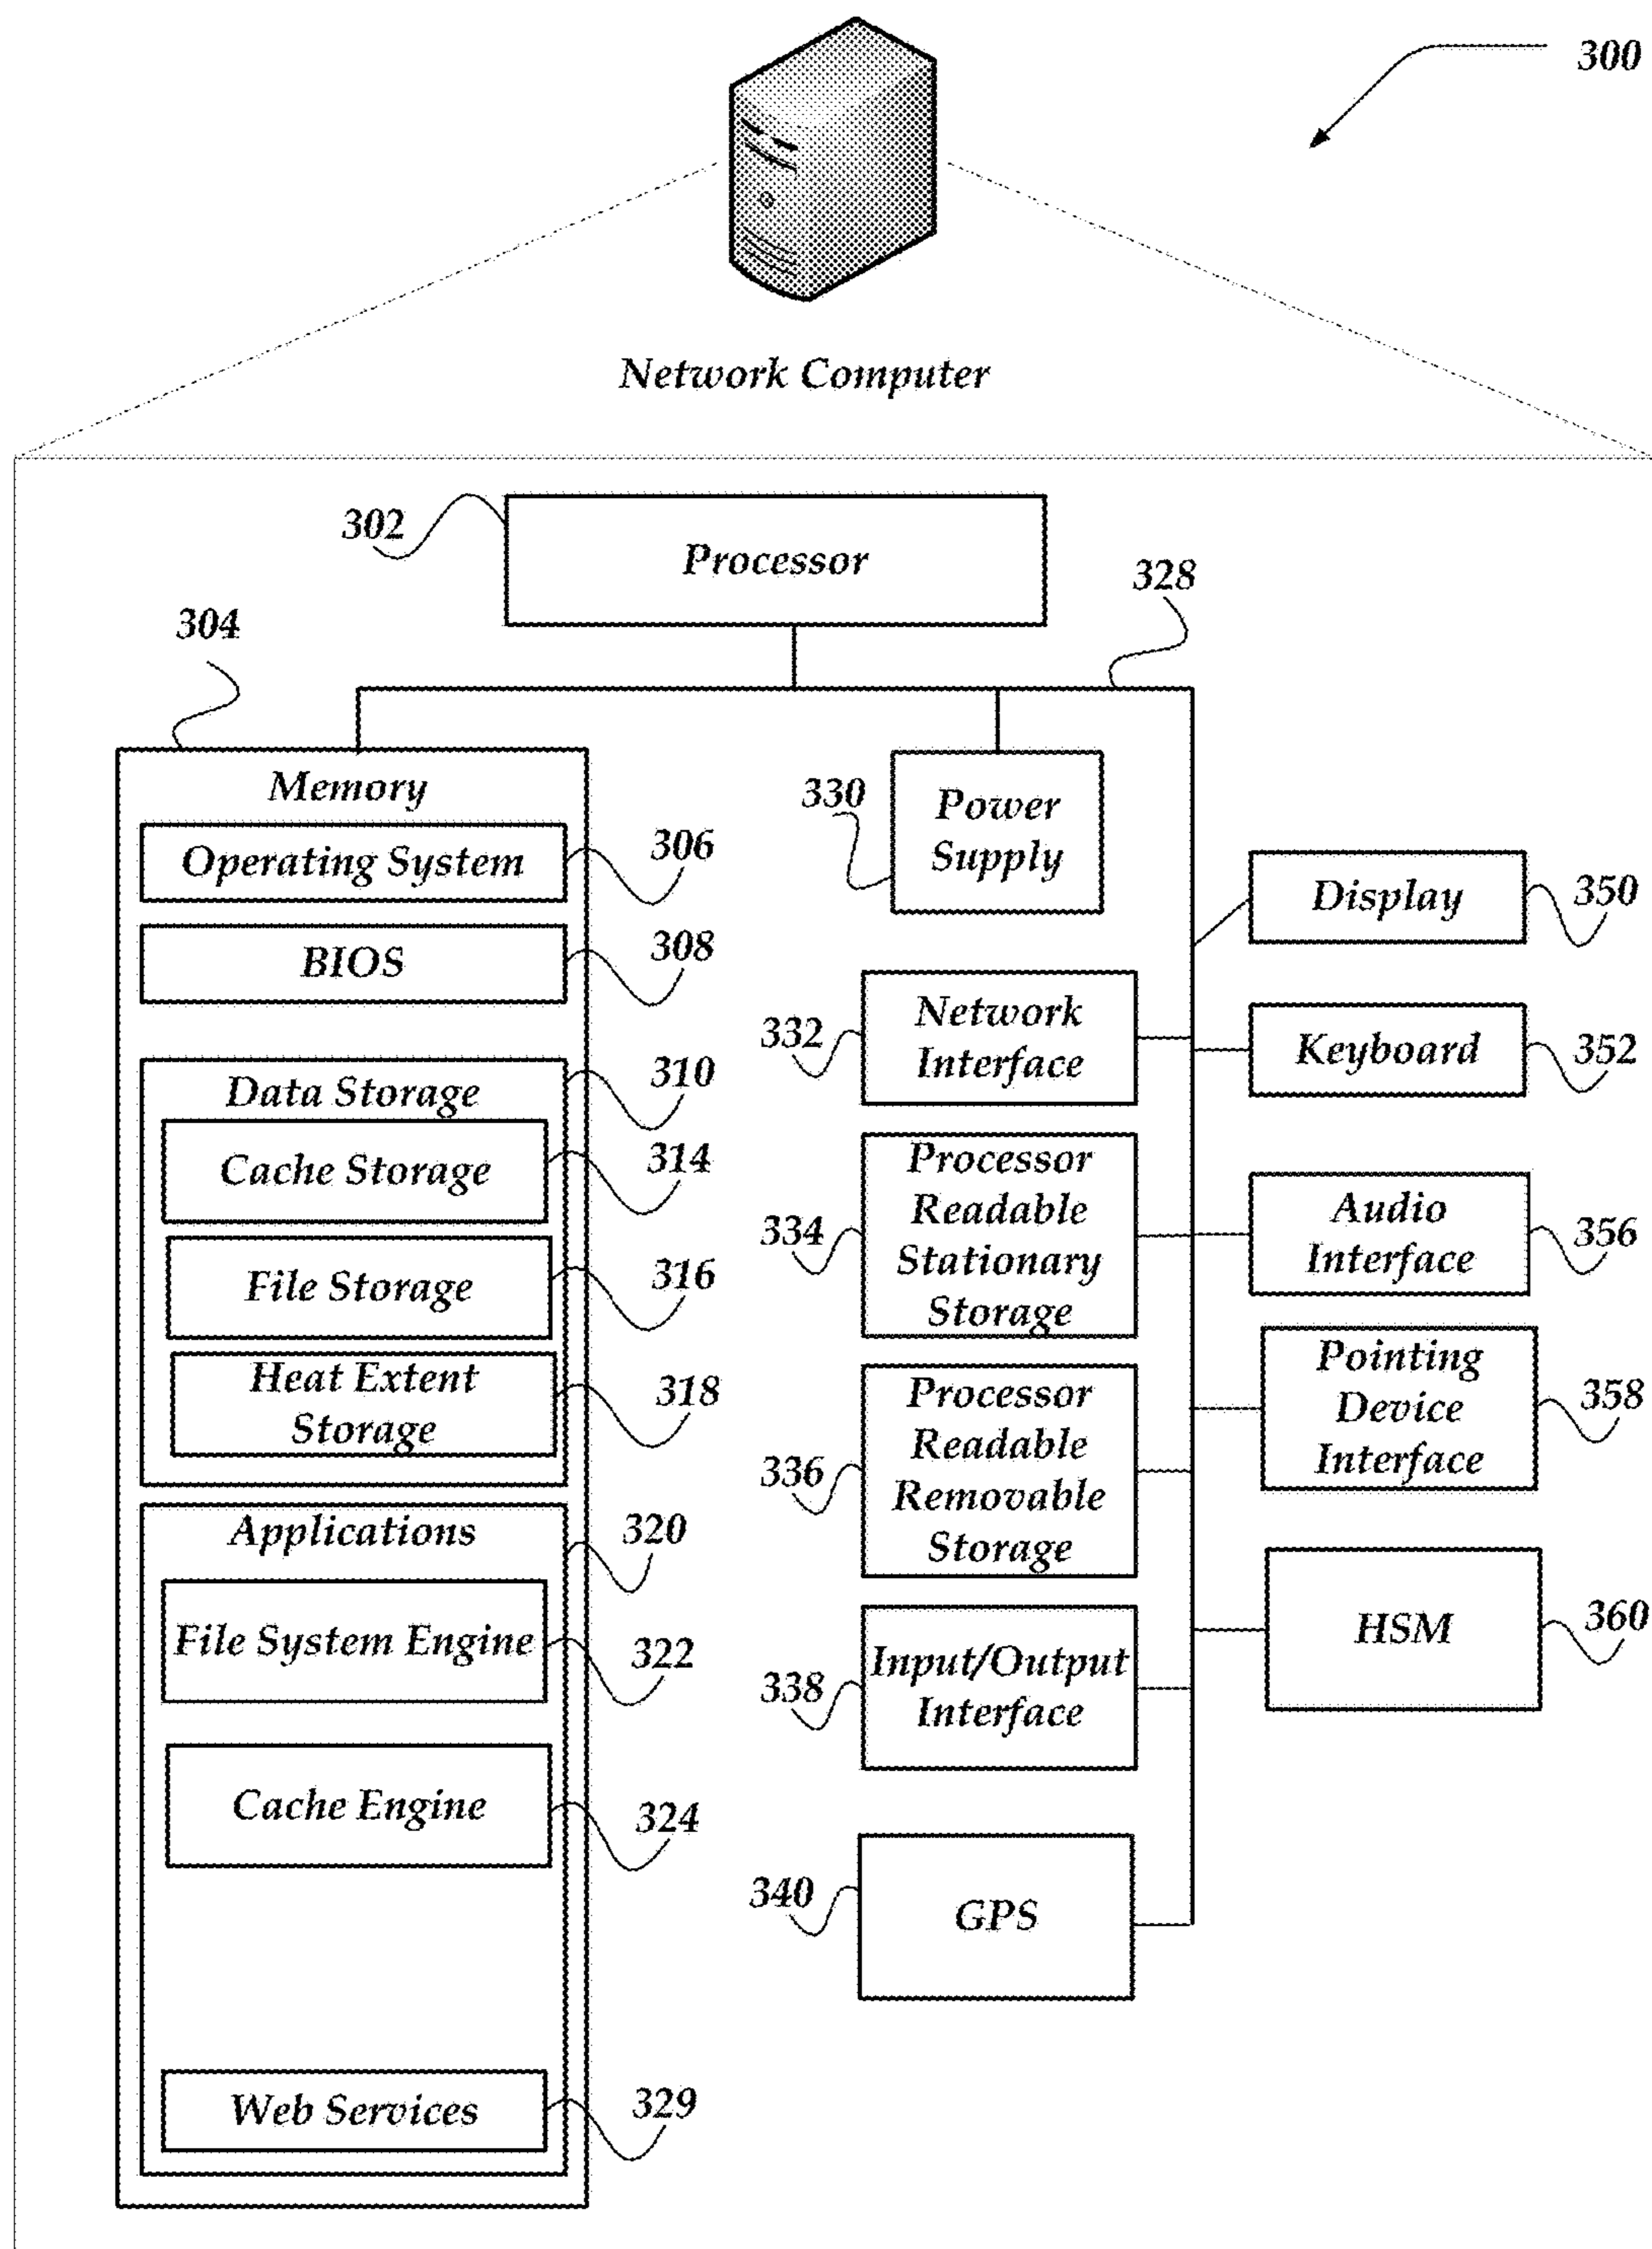 300
Network Computer
302
Processor
328
304
Memory
Operating System
306
BIOS
308
Data Storage
310
Cache Storage
314
File Storage
316
Heat Extent
Storage
318
Applications
320
File System Engine
322
Cache Engine
324
Web Services
329
330
Power
Supply
332
Network
Interface
334
Processor
Readable
Stationary
Storage
336
Processor
Readable
Removable
Storage
338
Input/Output
Interface
340
GPS
Display
350
Keyboard
352
Audio
Interface
356
Pointing
Device
Interface
358
HSM
360